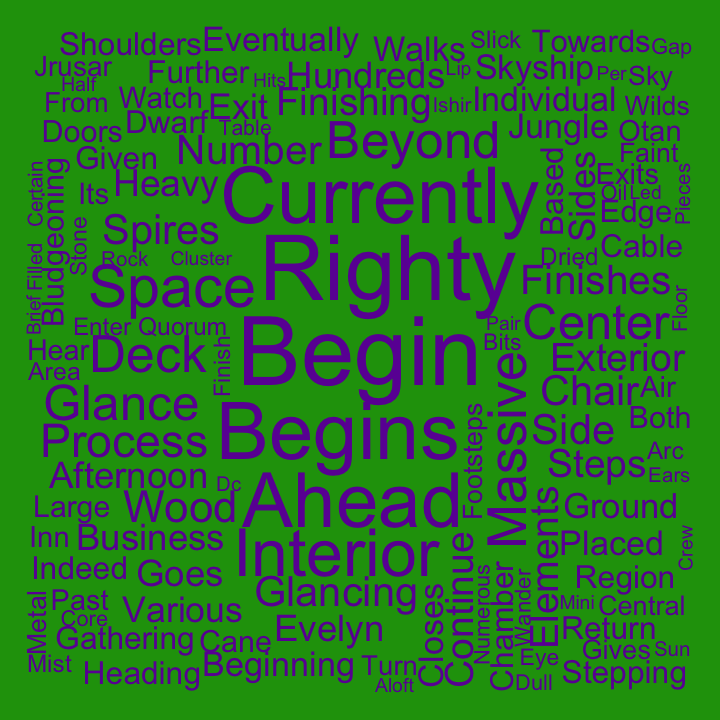 Shoulders
Eventually
Walks
Slick
Towards
Gap
Jrusar
Half
Further
Hits
Hundreds
Lip
Skyship
Per
Sky
From
Watch
Exit
Finishing
Ishir
Individual
Wilds
Doors
Dwarf
Table
Number
Beyond
Jungle
Otan
Given
Faint
Certain
Its
Heavy
Currently
Based
Sides
Exits
Oil
Led
Pieces
Edge
Bludgeoning
Stone
Spires
Righty
Cable
Rock
Cluster
Dried
Brief
Filled
Space
Finishes
Floor
Enter
Quorum
Begin
Pair
Bits
Center
Hear
Area
Deck
Finish
Massive
Exterior
Glance
Begins
Chair
Air
Both
Process
Footsteps
Side
Arc
Afternoon
Dc
Ahead
Steps
Ears
Large
Wood
Elements
Ground
Inn
Business
Interior
Continue
Placed
Crew
Indeed
Goes
Glancing
Closes
Numerous
Chamber
Wander
Region
Metal
Past
Core
Various
Mini
Central
Gathering
Cane
Evelyn
Return
Mist
Heading
Beginning
Turn
Aloft
Eye
Dull
Gives
Sun
Stepping